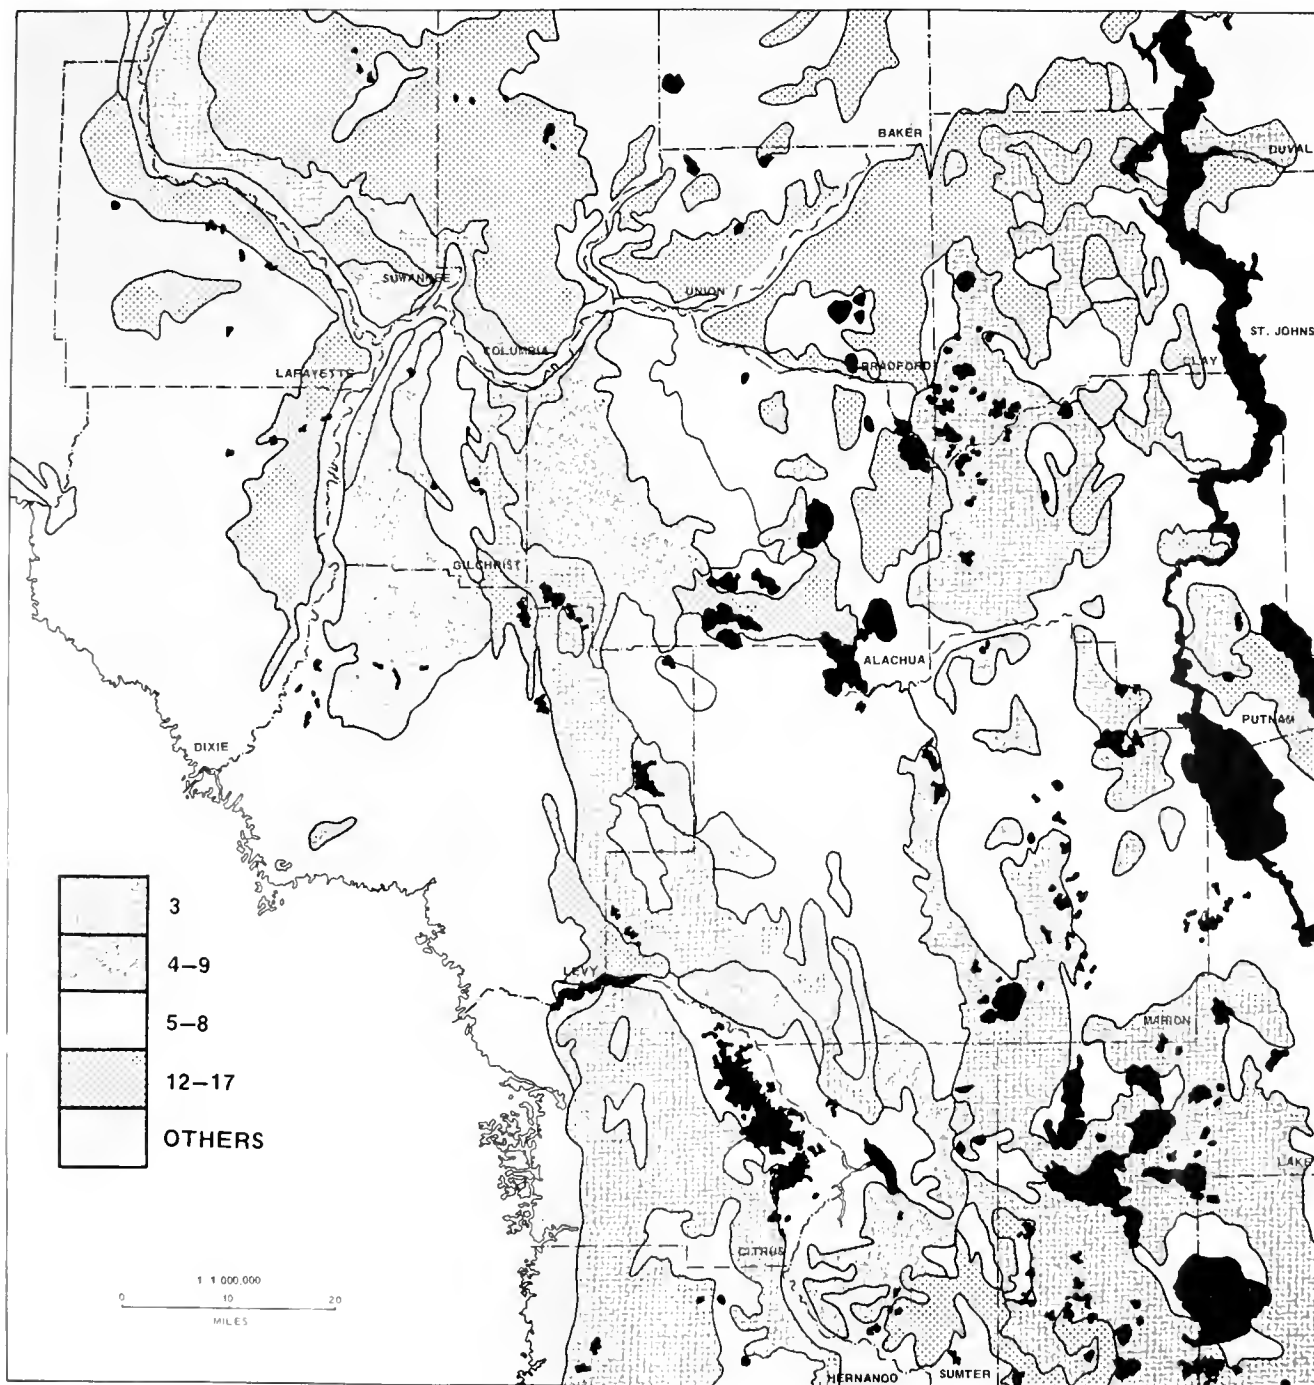 BAKER
DUVAL
SUWANNEE
UNION
ST. JOHNS
COLUMBIA
CLAY
LAFAYETTE
BRADFORD
GILCHRIST
ALACHUA
PUTNAM
DIXIE
3
4–9
LEVY
5–8
MARION
12–17
OTHERS
LAKE
CITRUS
1 1 000,000
0 10 20
MILES
HERNANDO
SUMTER